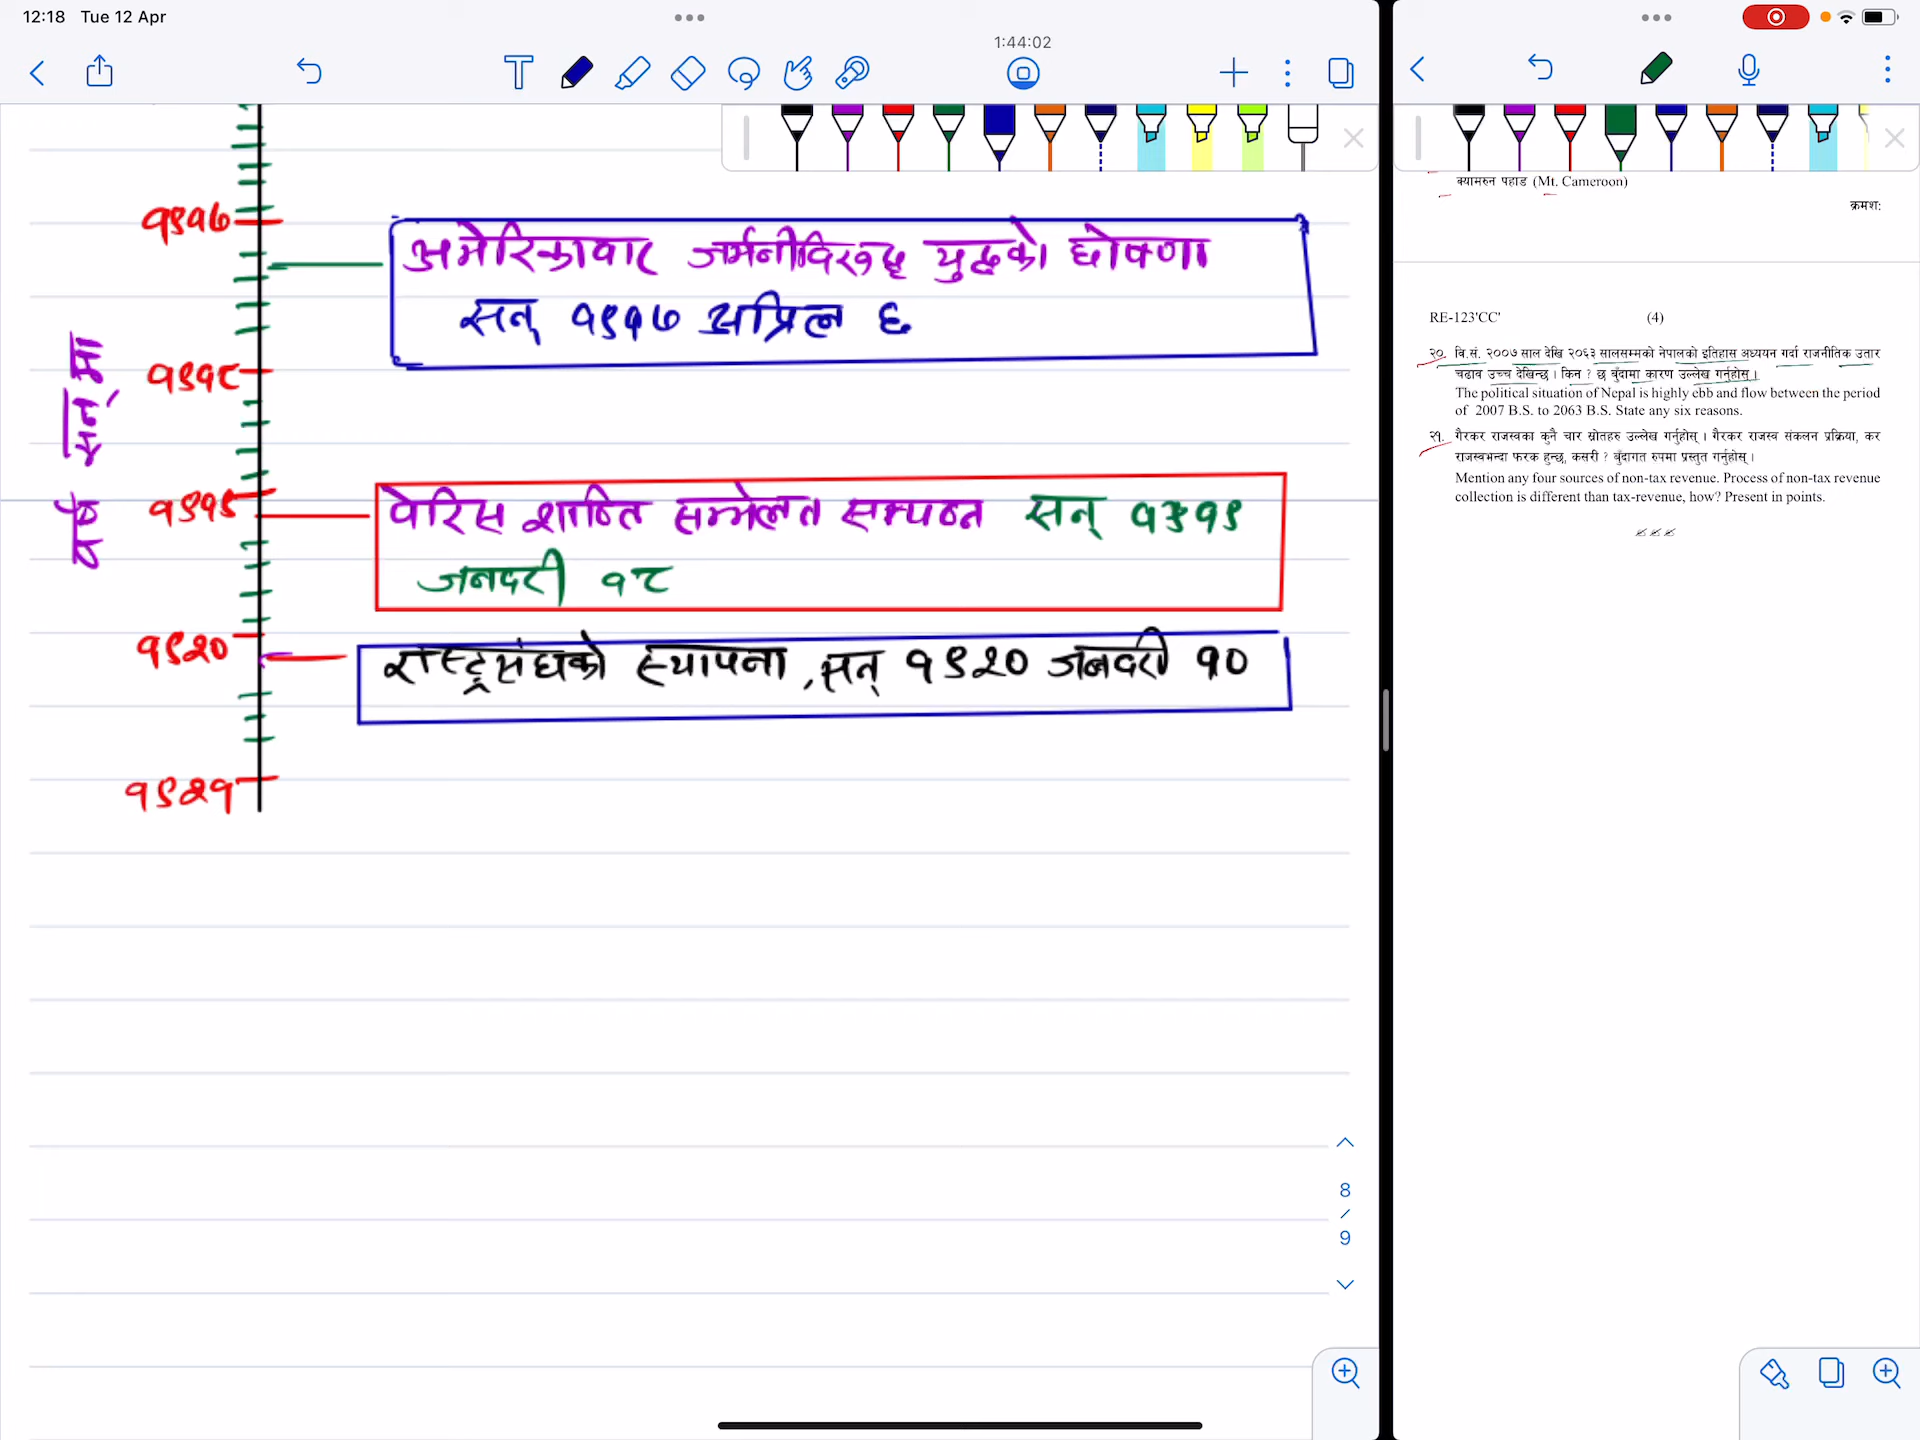 12:18 Tue 12 Apr
1:44:02
१९१७
अमेरिकाबाट जर्मनीविरुद्ध युद्धको घोषणा
सन् १९१७ अप्रिल ६
१९१८
वर्ष सन् मा
१९१९
पेरिस शान्ति सम्मेलन सम्पन्न सन् १९१९
जनवरी १८
१९२०
राष्ट्रसंघको स्थापना, सन् १९२० जनवरी १०
१९२१
8
/
9
क्यामरुन पहाड (Mt. Cameroon)
क्रमश:
RE-123'CC' (4)
२०. वि.सं. २००७ साल देखि २०६३ सालसम्मको नेपालको इतिहास अध्ययन गर्दा राजनीतिक उतार
चढाव उच्च देखिन्छ । किन ? छ बुँदामा कारण उल्लेख गर्नुहोस् ।
The political situation of Nepal is highly ebb and flow between the period
of 2007 B.S. to 2063 B.S. State any six reasons.
२१. गैरकर राजस्वका कुनै चार स्रोतहरु उल्लेख गर्नुहोस् । गैरकर राजस्व संकलन प्रक्रिया, कर
राजस्वभन्दा फरक हुन्छ, कसरी ? बुँदागत रुपमा प्रस्तुत गर्नुहोस् ।
Mention any four sources of non-tax revenue. Process of non-tax revenue
collection is different than tax-revenue, how? Present in points.